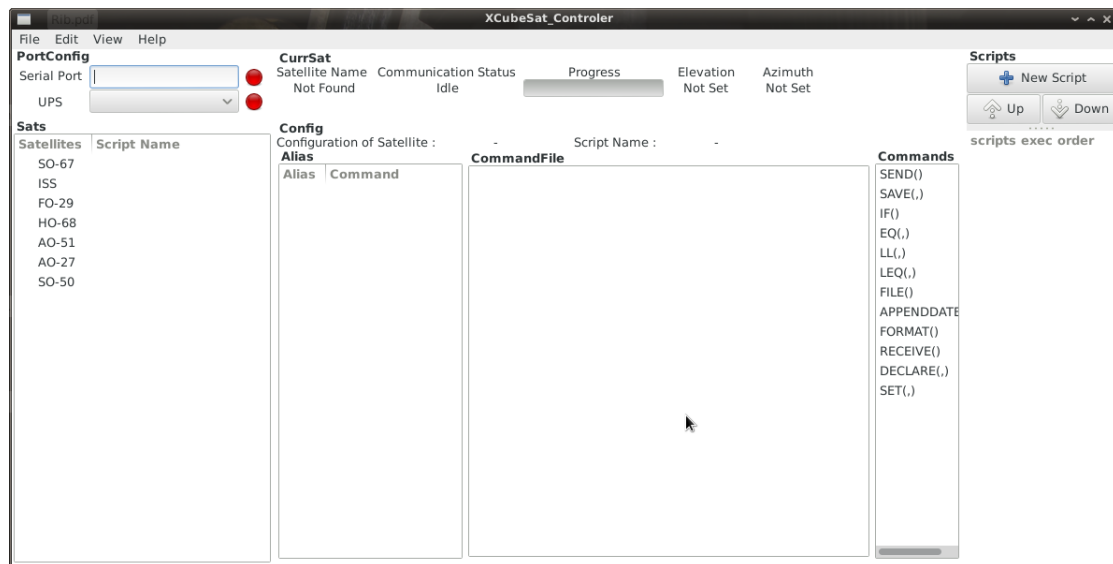 Rib.pdf
XCubeSat_Controler
File Edit View Help
PortConfig
Serial Port
UPS
Sats
Satellites Script Name
SO-67
ISS
FO-29
HO-68
AO-51
AO-27
SO-50
CurrSat
Satellite Name Communication Status Progress Elevation Azimuth
Not Found Idle Not Set Not Set
Config
Configuration of Satellite : - Script Name : -
Alias
Alias Command
CommandFile
Commands
SEND()
SAVE(,)
IF()
EQ(,)
LL(,)
LEQ(,)
FILE()
APPENDDATE
FORMAT()
RECEIVE()
DECLARE(,)
SET(,)
Scripts
New Script
Up Down
scripts exec order